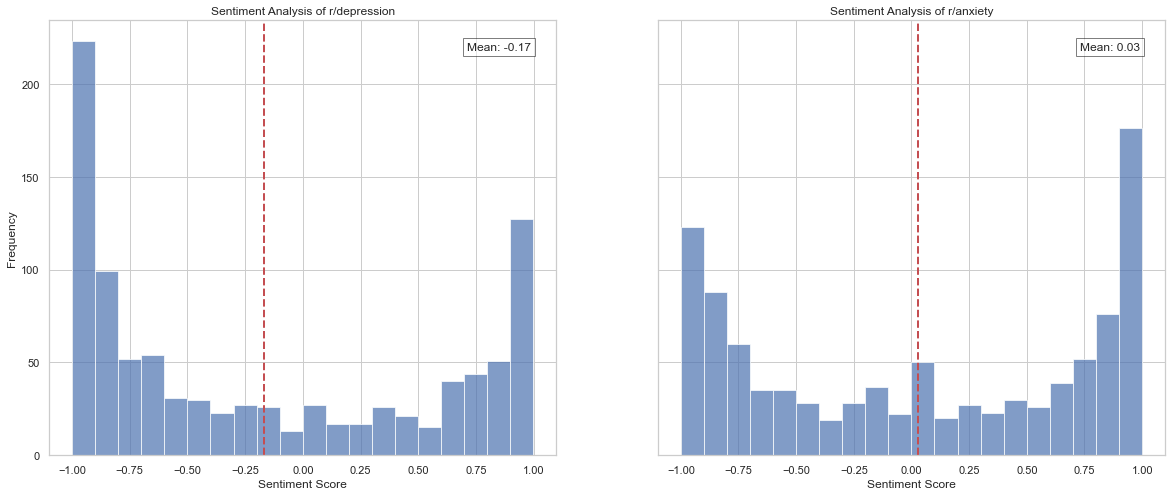 Sentiment Analysis of r/depression
Mean: -0.17
Frequency
200
150
100
50
0
−1.00 −0.75 −0.50 −0.25 0.00 0.25 0.50 0.75 1.00
Sentiment Score
Sentiment Analysis of r/anxiety
Mean: 0.03
−1.00 −0.75 −0.50 −0.25 0.00 0.25 0.50 0.75 1.00
Sentiment Score